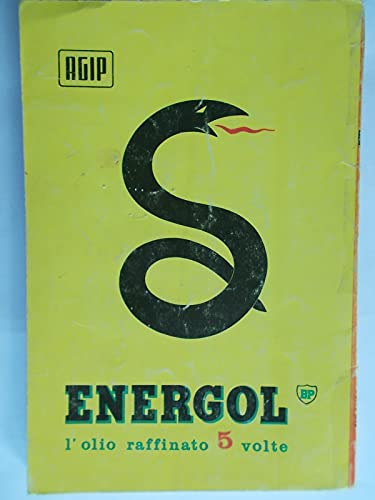 AGIP
ENERGOL BP
l'olio raffinato 5 volte